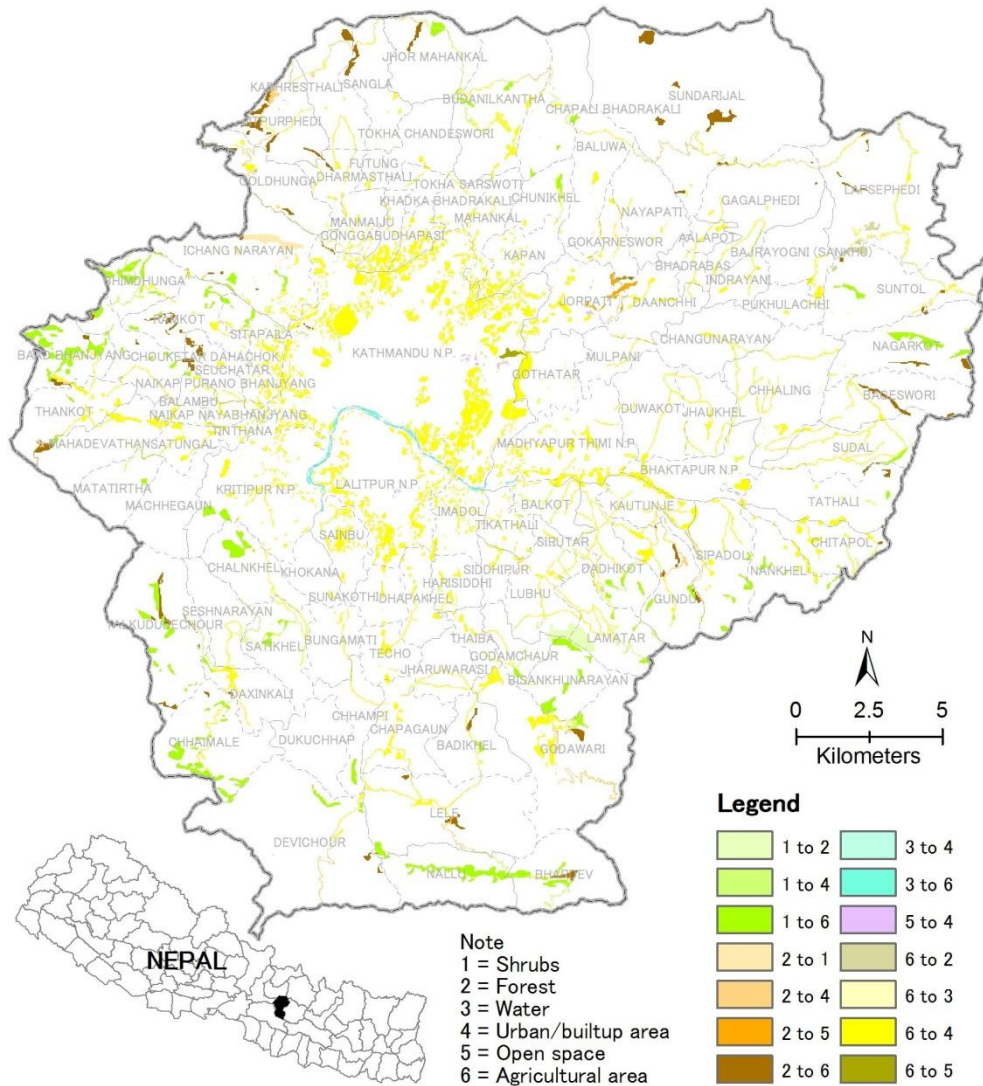 JHOR MAHANKAL
SANGLA
KABHRESTHALI
SUNDARIJAL
BUDANILKANTHA
CHAPALI BHADRAKALI
TOKHA CHANDESWORI
BALUWA
FUTUNG
DHARMASTHALI
GOLDHUNGA
TOKHA SARSWOTI
LAPSEPHEDI
KHADKA BHADRAKALI
CHUNIKHEL
GAGALPHEDI
MANMAIJU
MAHANKAL
NAYAPATI
GONGGABUDHAPASI
ICHANG NARAYAN
KAPAN
GOKARNESWOR
AALAPOT
BAJRAYOGNI (SANKHU)
BHADRABAS
INDRAYANI
BHIMDHUNGA
JORPATI
DAANCHHI
PUKHULACHHI
SUNTOL
RAMKOT
SITAPAILA
CHANGUNARAYAN
NAGARKOT
BAAD BHANJYANG
CHOUKETAR DAHACHOK
KATHMANDU N.P.
MULPANI
SEUCHATAR
GOTHATAR
NAIKAP PURANO BHANJYANG
CHHALING
BAGESWORI
BALAMBU
THANKOT
NAIKAP NAYABHANJYANG
DUWAKOT
JHAUKHEL
TINTHANA
MAHADEVATHAN
SATUNGAL
MADHYAPUR THIMI N.P.
SUDAL
BHAKTAPUR N.P.
MATATIRTHA
KRITIPUR N.P.
LALITPUR N.P.
TATHALI
MACHHEGAUN
IMADOL
BALKOT
KAUTUNJE
TIKATHALI
SAINBU
SIRUTAR
CHITAPOL
SIPADOL
CHALNKHEL
KHOKANA
SIDDHIPUR
DADHIKOT
NANKHEL
HARISIDDHI
SUNAKOTHI
DHAPAKHEL
LUBHU
GUNDU
SESHNARAYAN
SATIKHEL
BUNGAMATI
THAIBA
LAMATAR
TECHO
GODAMCHAUR
JHARUWARASI
BISANKHUNARAYAN
DAXINKALI
CHHAMPI
CHAPAGAUN
CHHAIMALE
DUKUCHHAP
BADIKHEL
GODAWARI
LELE
DEVICHOUR
NALLU
BHARDEV
N
0 2.5 5
Kilometers
Legend
1 to 2 3 to 4
1 to 4 3 to 6
1 to 6 5 to 4
2 to 1 6 to 2
2 to 4 6 to 3
2 to 5 6 to 4
2 to 6 6 to 5
NEPAL
Note
1 = Shrubs
2 = Forest
3 = Water
4 = Urban/builtup area
5 = Open space
6 = Agricultural area